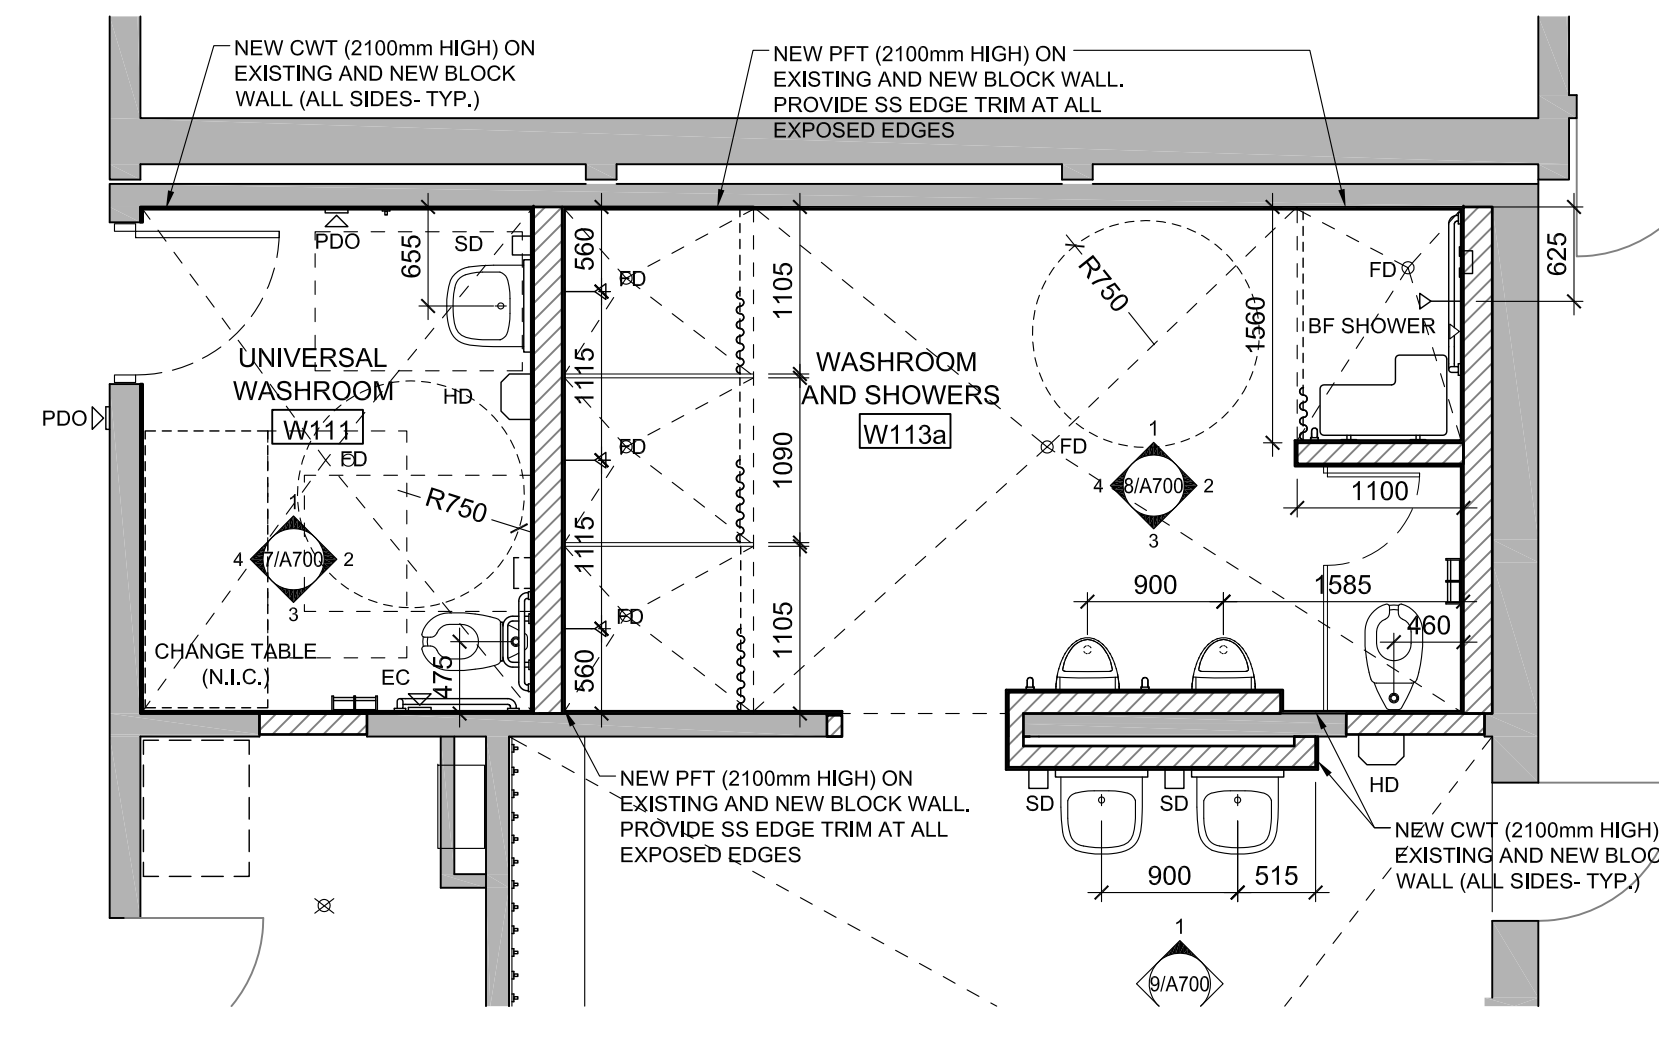 NEW CWT (2100mm HIGH) ON
EXISTING AND NEW BLOCK
WALL (ALL SIDES- TYP.)
NEW PFT (2100mm HIGH) ON
EXISTING AND NEW BLOCK WALL.
PROVIDE SS EDGE TRIM AT ALL
EXPOSED EDGES
PDO
SD
655
560
FD
1105
R750
1560
FD
625
BF SHOWER
UNIVERSAL
WASHROOM
W111
HD
PDO
FD
R750
1115
WASHROOM
AND SHOWERS
W113a
FD
FD
1090
1
4
8/A700
2
3
1100
1
4
7/A700
2
3
1115
900
1585
460
FD
1105
560
CHANGE TABLE
(N.I.C.)
EC
475
NEW PFT (2100mm HIGH) ON
EXISTING AND NEW BLOCK WALL.
PROVIDE SS EDGE TRIM AT ALL
EXPOSED EDGES
SD
SD
HD
NEW CWT (2100mm HIGH)
EXISTING AND NEW BLOC
WALL (ALL SIDES- TYP.)
900
515
1
9/A700